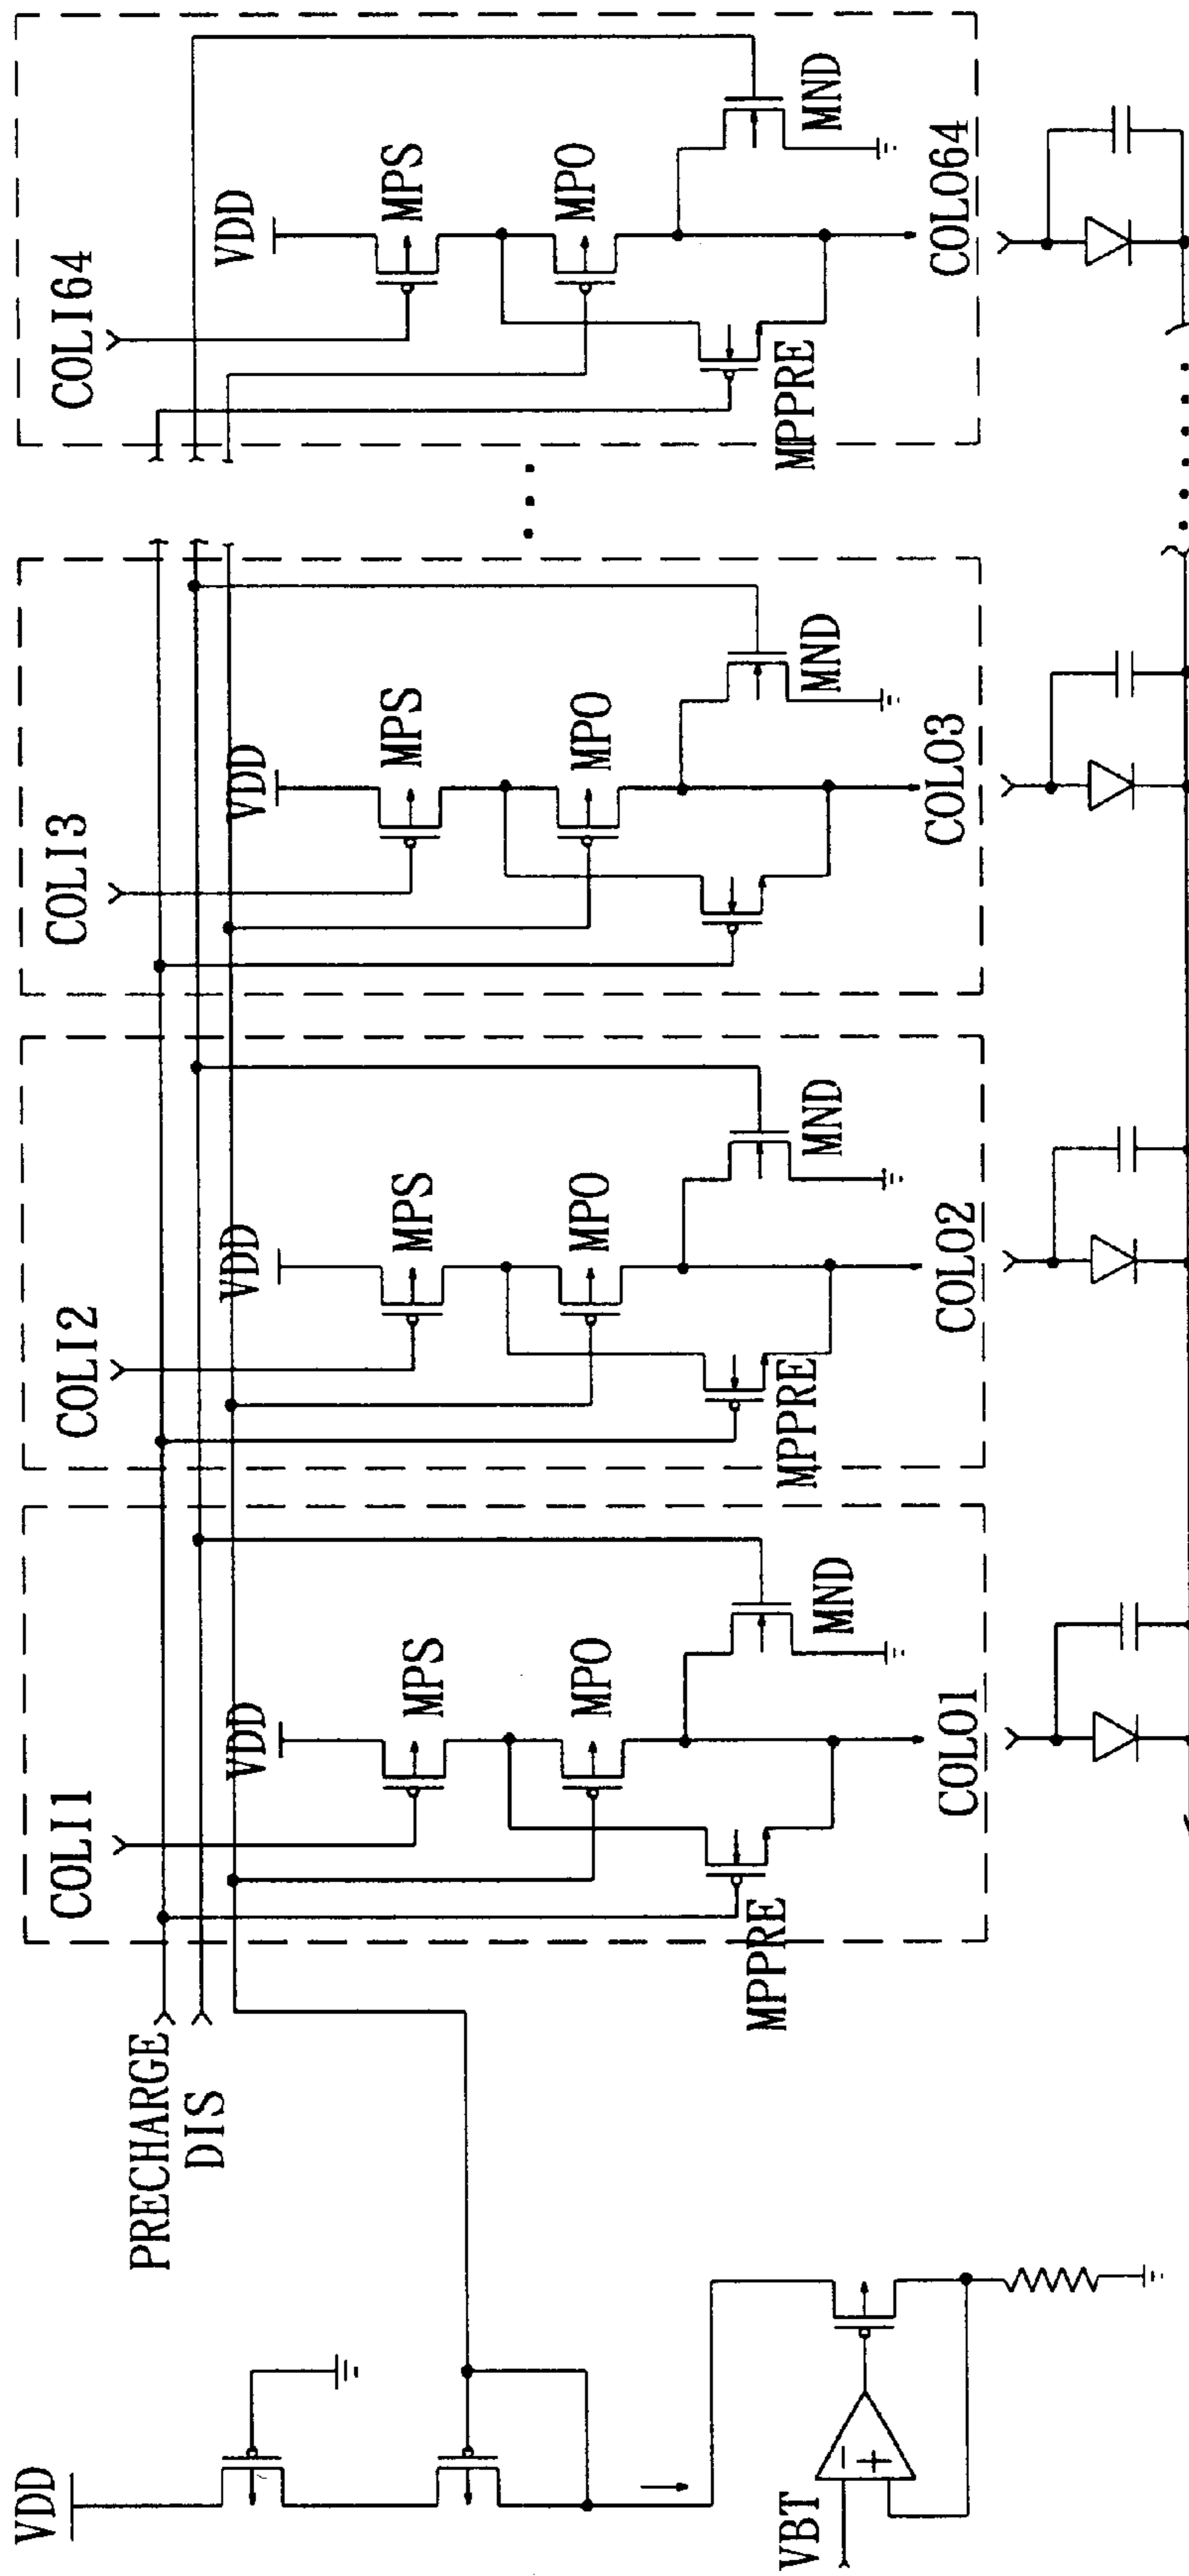 VDD
PRECHARGE
DIS
VBT
−
+
COLI1
VDD
MPS
MPO
MND
MPPRE
COLO1
COLI2
VDD
MPS
MPO
MND
MPPRE
COLO2
COLI3
VDD
MPS
MPO
MND
COLO3
COLI64
VDD
MPS
MPO
MND
MPPRE
COLO64